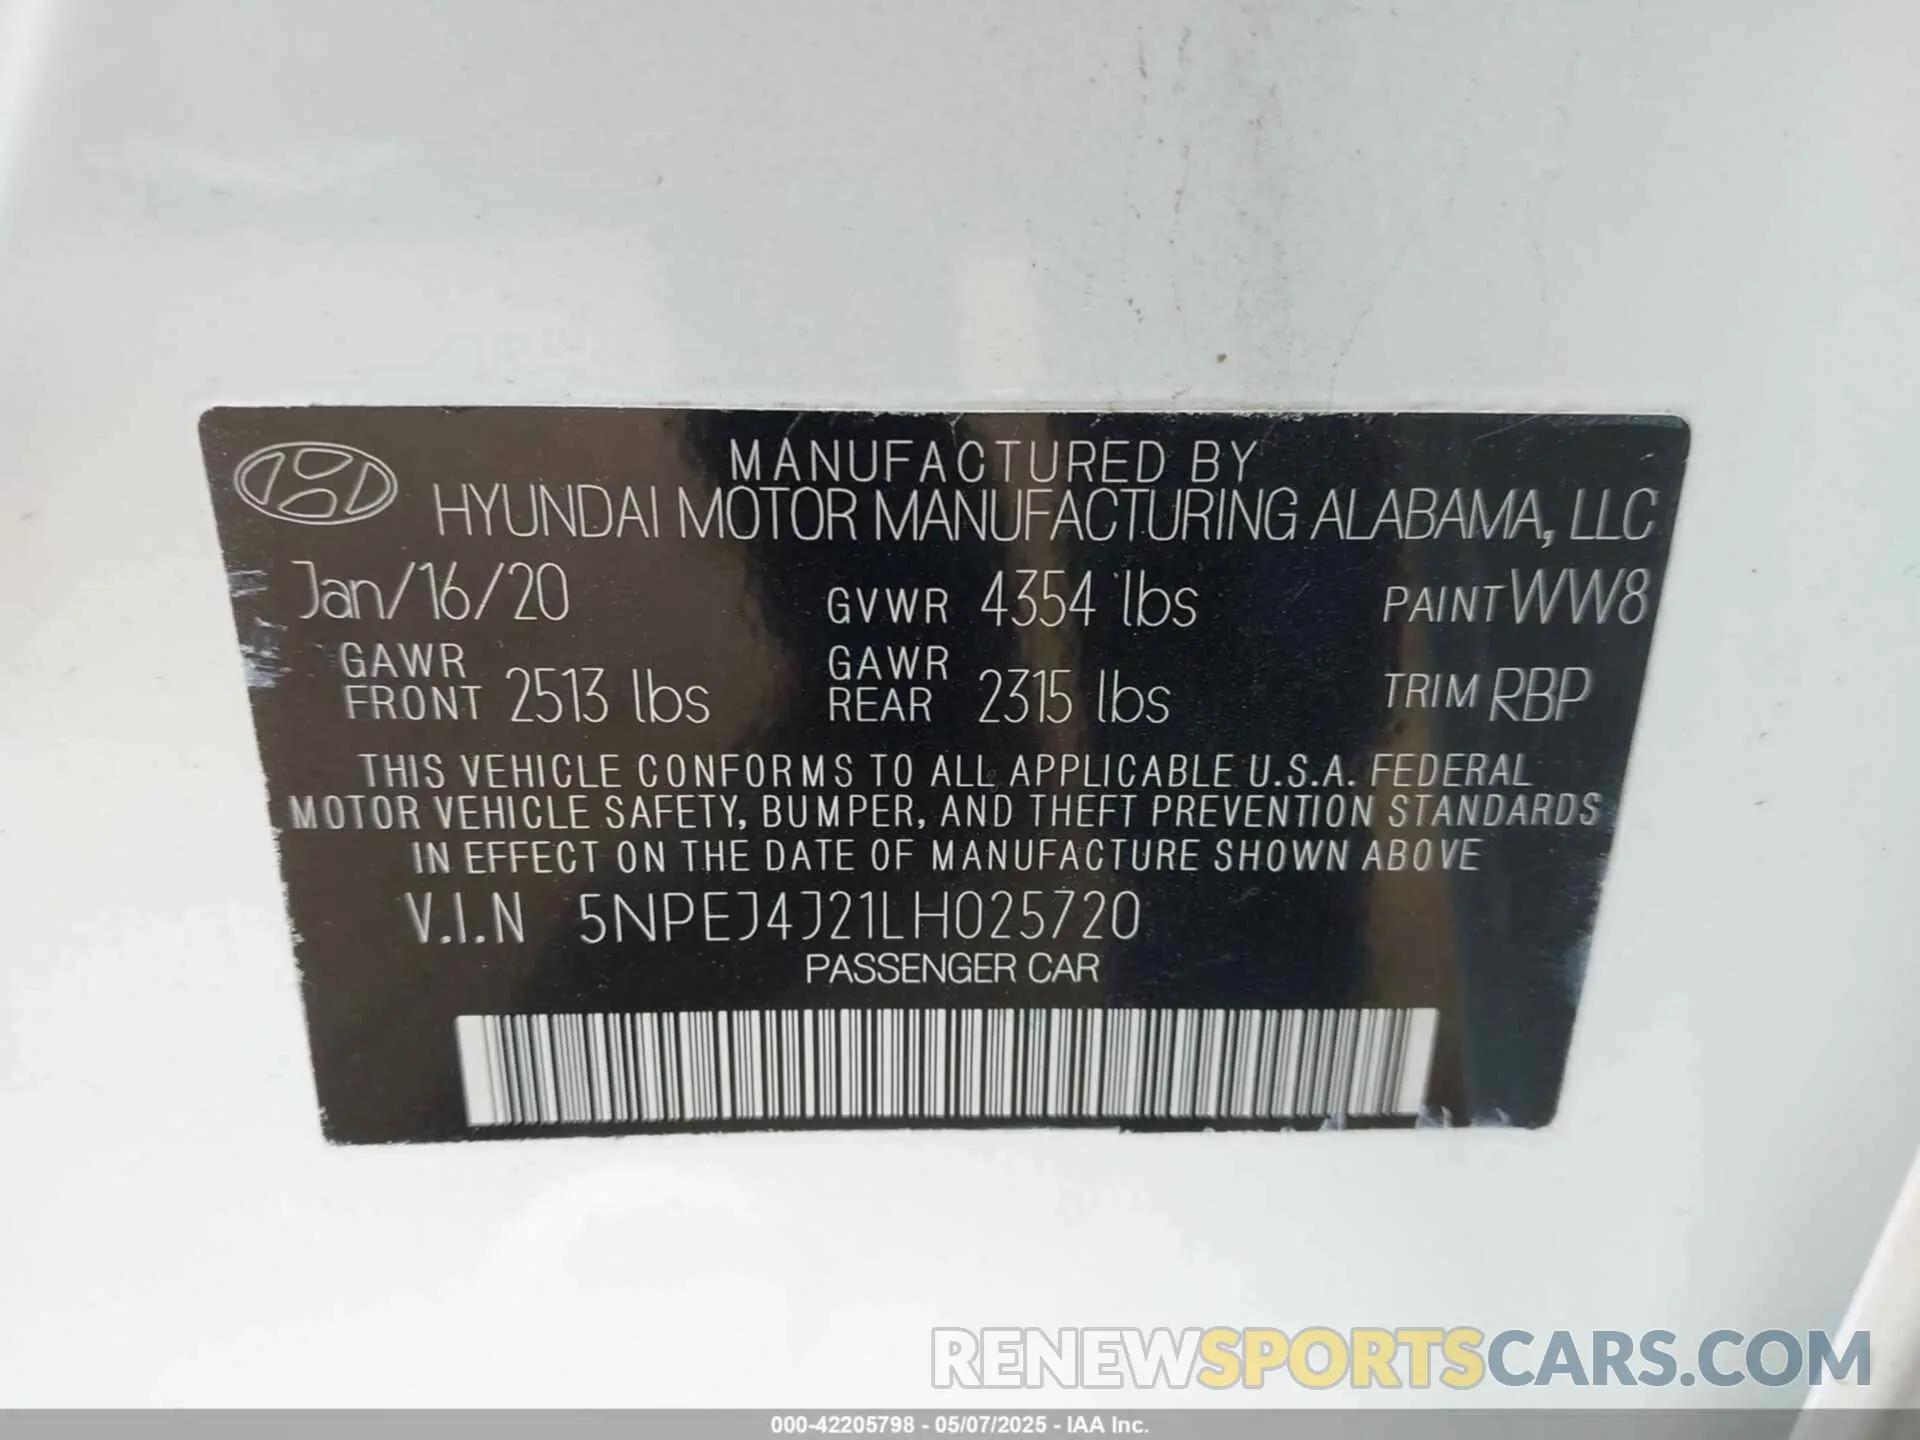 MANUFACTURED BY
HYUNDAI MOTOR MANUFACTURING ALABAMA, LLC
Jan/16/20 GVWR 4354 lbs PAINT WW8
GAWR FRONT 2513 lbs GAWR REAR 2315 lbs TRIM RBP
THIS VEHICLE CONFORMS TO ALL APPLICABLE U.S.A. FEDERAL
MOTOR VEHICLE SAFETY, BUMPER, AND THEFT PREVENTION STANDARDS
IN EFFECT ON THE DATE OF MANUFACTURE SHOWN ABOVE
V.I.N 5NPEJ4J21LH025720
PASSENGER CAR
RENEWSPORTSCARS.COM
000-42205798 - 05/07/2025 - IAA Inc.